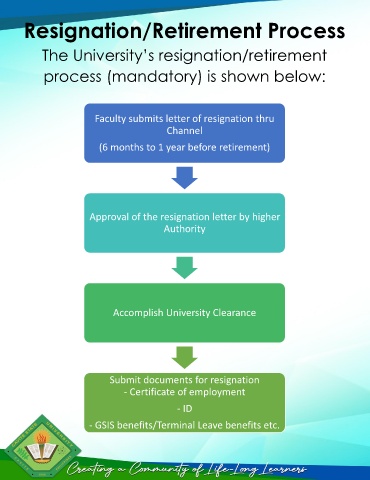 Resignation/Retirement Process
The University's resignation/retirement
process (mandatory) is shown below:
Faculty submits letter of resignation thru
Channel
(6 months to 1 year before retirement)
Approval of the resignation letter by higher
Authority
Accomplish University Clearance
Submit documents for resignation
- Certificate of employment
- ID
- GSIS benefits/Terminal Leave benefits etc.
Creating a Community of Life-Long Learners